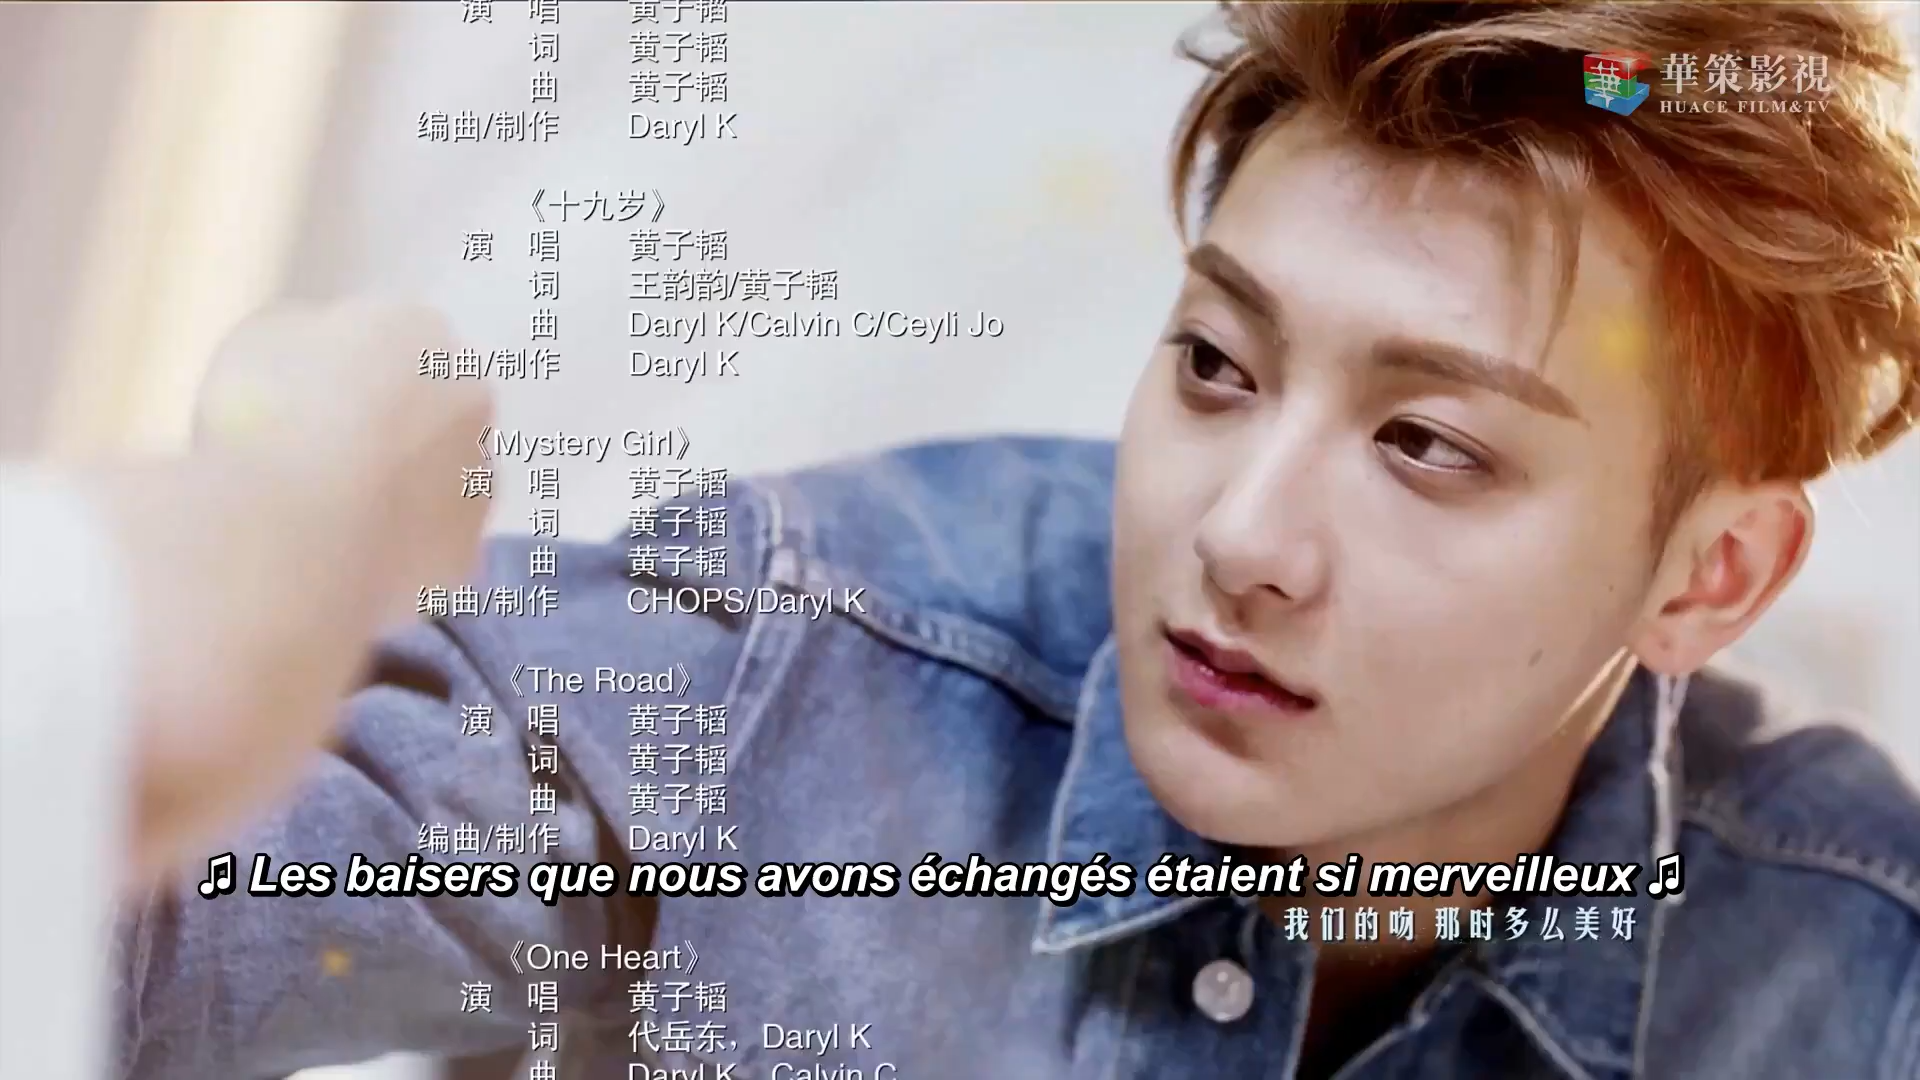 演 唱 黄子韬
词 黄子韬
曲 黄子韬
编曲/制作 Daryl K
華策影視
HUACE FILM&TV
《十九岁》
演 唱 黄子韬
词 王韵韵/黄子韬
曲 Daryl K/Calvin C/Ceyli Jo
编曲/制作 Daryl K
《Mystery Girl》
演 唱 黄子韬
词 黄子韬
曲 黄子韬
编曲/制作 CHOPS/Daryl K
《The Road》
演 唱 黄子韬
词 黄子韬
曲 黄子韬
编曲/制作 Daryl K
♫ Les baisers que nous avons échangés étaient si merveilleux ♫
我们的吻 那时多么美好
《One Heart》
演 唱 黄子韬
词 代岳东，Daryl K
曲 Daryl K，Calvin C